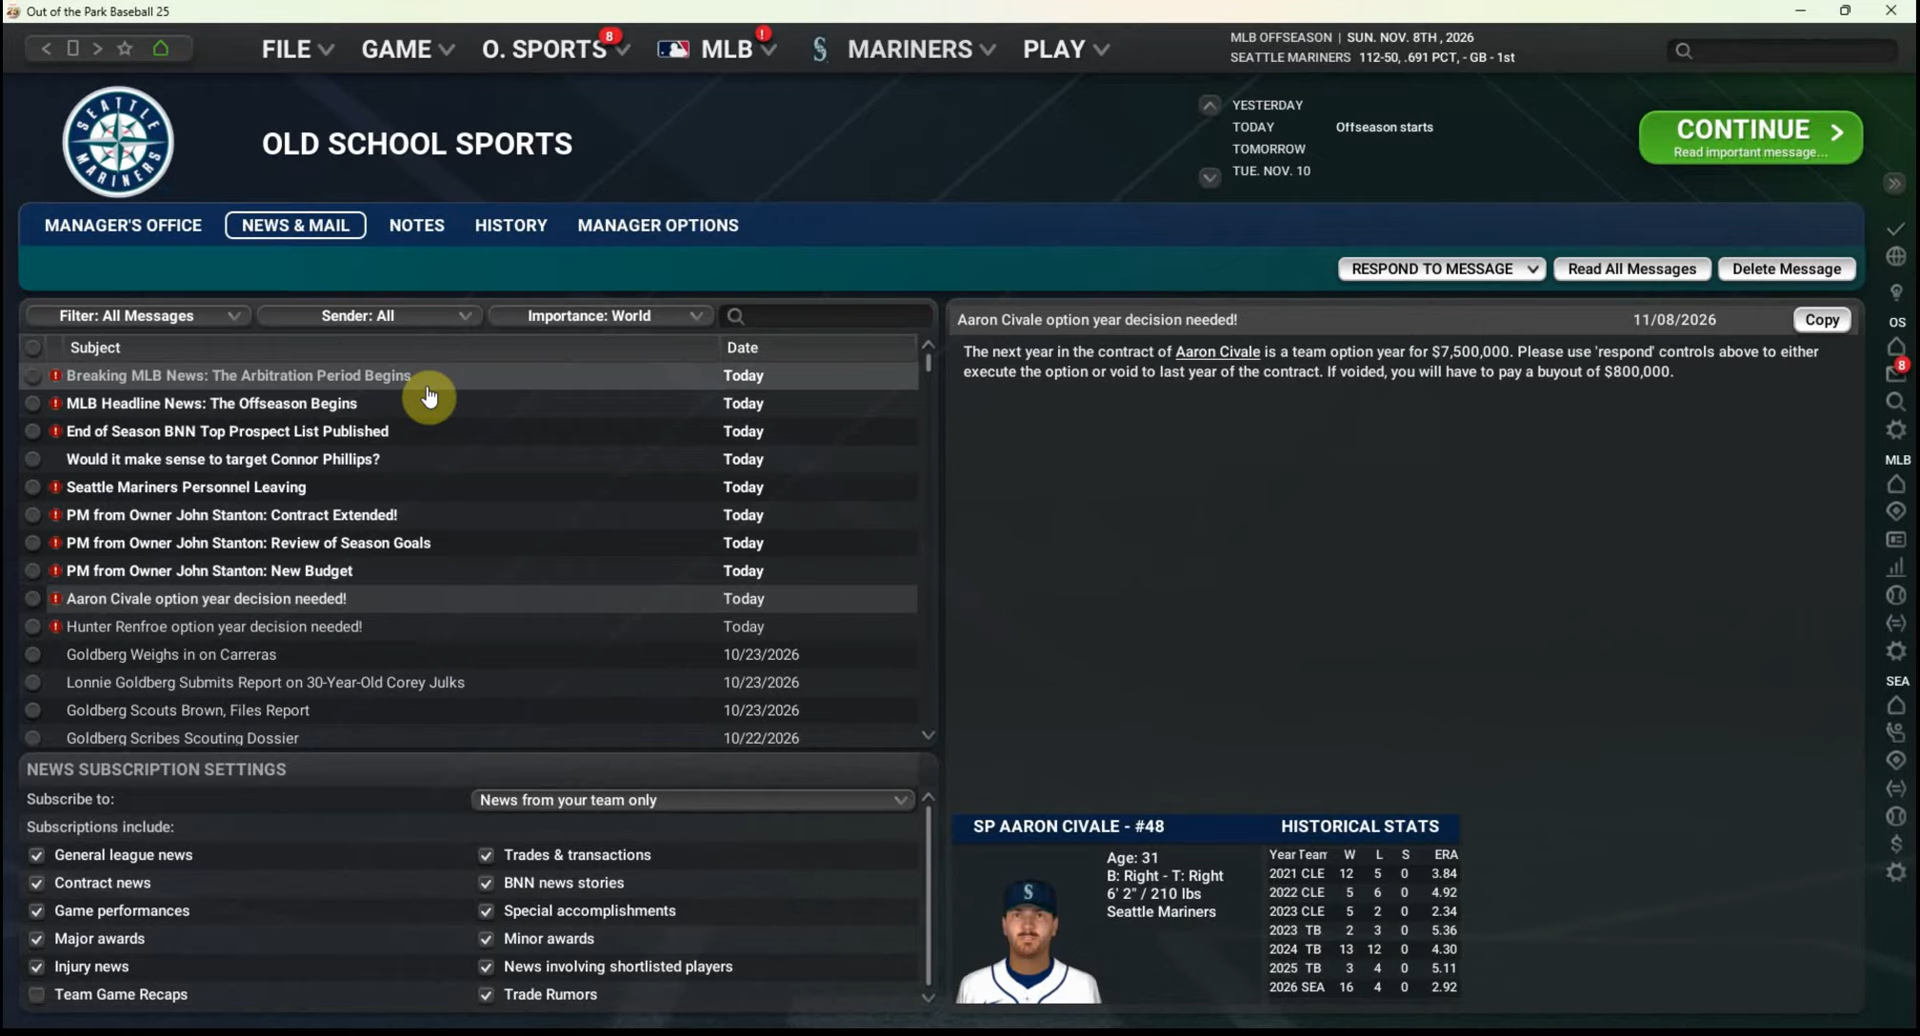 Out of the Park Baseball 25
FILE
GAME
O. SPORTS
8
MLB
!
MARINERS
PLAY
MLB OFFSEASON | SUN. NOV. 8TH , 2026
SEATTLE MARINERS 112-50, .691 PCT, - GB - 1st
SEATTLE
MARINERS
OLD SCHOOL SPORTS
YESTERDAY
TODAY Offseason starts
TOMORROW
TUE. NOV. 10
CONTINUE
Read important message...
MANAGER'S OFFICE
NEWS & MAIL
NOTES
HISTORY
MANAGER OPTIONS
RESPOND TO MESSAGE
Read All Messages
Delete Message
Filter: All Messages
Sender: All
Importance: World
Subject Date
Breaking MLB News: The Arbitration Period Begins Today
MLB Headline News: The Offseason Begins Today
End of Season BNN Top Prospect List Published Today
Would it make sense to target Connor Phillips? Today
Seattle Mariners Personnel Leaving Today
PM from Owner John Stanton: Contract Extended! Today
PM from Owner John Stanton: Review of Season Goals Today
PM from Owner John Stanton: New Budget Today
Aaron Civale option year decision needed! Today
Hunter Renfroe option year decision needed! Today
Goldberg Weighs in on Carreras 10/23/2026
Lonnie Goldberg Submits Report on 30-Year-Old Corey Julks 10/23/2026
Goldberg Scouts Brown, Files Report 10/23/2026
Goldberg Scribes Scouting Dossier 10/22/2026
NEWS SUBSCRIPTION SETTINGS
Subscribe to: News from your team only
Subscriptions include:
General league news Trades & transactions
Contract news BNN news stories
Game performances Special accomplishments
Major awards Minor awards
Injury news News involving shortlisted players
Team Game Recaps Trade Rumors
Aaron Civale option year decision needed! 11/08/2026 Copy
The next year in the contract of Aaron Civale is a team option year for $7,500,000. Please use 'respond' controls above to either
execute the option or void to last year of the contract. If voided, you will have to pay a buyout of $800,000.
SP AARON CIVALE - #48
Age: 31
B: Right - T: Right
6' 2" / 210 lbs
Seattle Mariners
HISTORICAL STATS
Year Team W L S ERA
2021 CLE 12 5 0 3.84
2022 CLE 5 6 0 4.92
2023 CLE 5 2 0 2.34
2023 TB 2 3 0 5.36
2024 TB 13 12 0 4.30
2025 TB 3 4 0 5.11
2026 SEA 16 4 0 2.92
OS
8
MLB
SEA